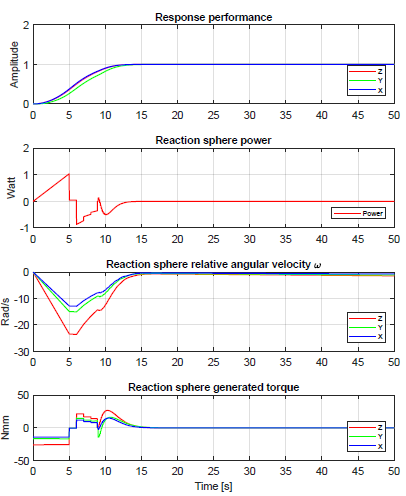 Response performance
2
1
0
Amplitude
Z
Y
X
0 5 10 15 20 25 30 35 40 45 50
Reaction sphere power
2
1
0
-1
Watt
Power
0 5 10 15 20 25 30 35 40 45 50
Reaction sphere relative angular velocity ω
0
-10
-20
-30
Rad/s
Z
Y
X
0 5 10 15 20 25 30 35 40 45 50
Reaction sphere generated torque
50
0
-50
Nmm
Z
Y
X
0 5 10 15 20 25 30 35 40 45 50
Time [s]